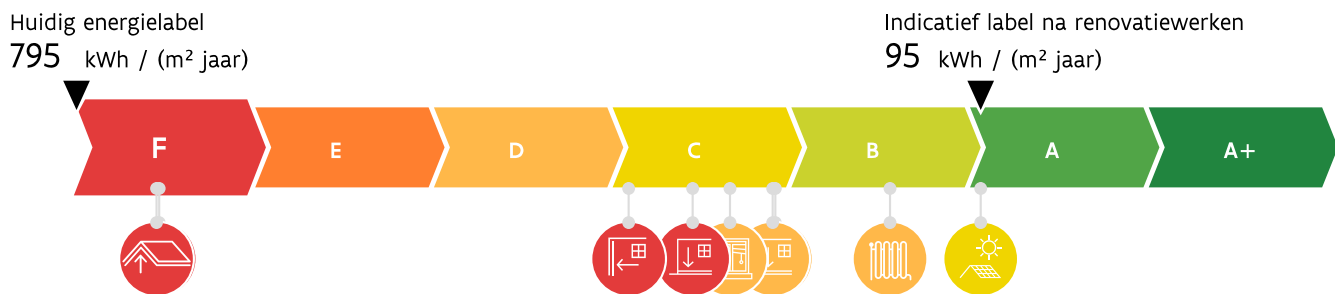 Huidig energielabel
795 kWh / (m² jaar)
Indicatief label na renovatiewerken
95 kWh / (m² jaar)
F E D C B A A+